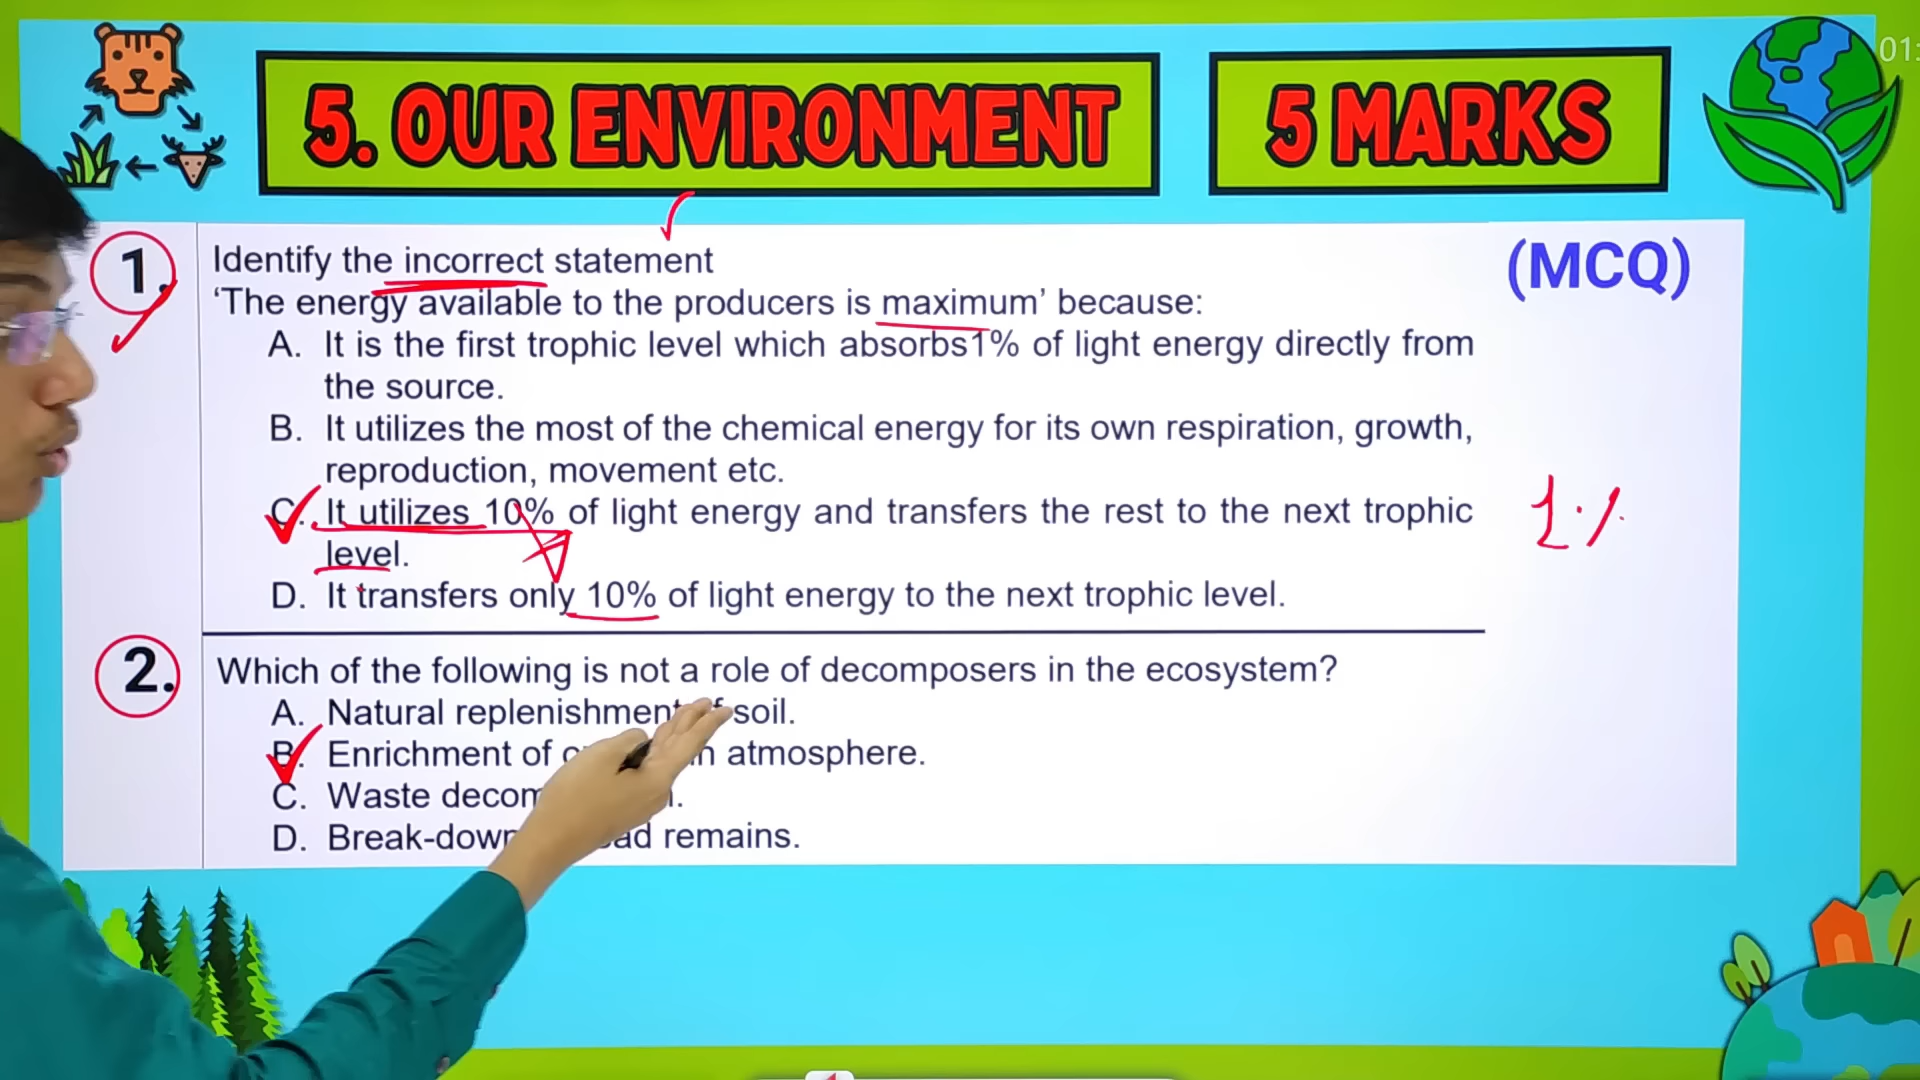 5. OUR ENVIRONMENT
5 MARKS
01:
1.
Identify the incorrect statement
(MCQ)
‘The energy available to the producers is maximum’ because:
A. It is the first trophic level which absorbs1% of light energy directly from
the source.
B. It utilizes the most of the chemical energy for its own respiration, growth,
reproduction, movement etc.
C. It utilizes 10% of light energy and transfers the rest to the next trophic
level.
1%
D. It transfers only 10% of light energy to the next trophic level.
2.
Which of the following is not a role of decomposers in the ecosystem?
A. Natural replenishment of soil.
B. Enrichment of atmosphere.
C. Waste
D. remains.